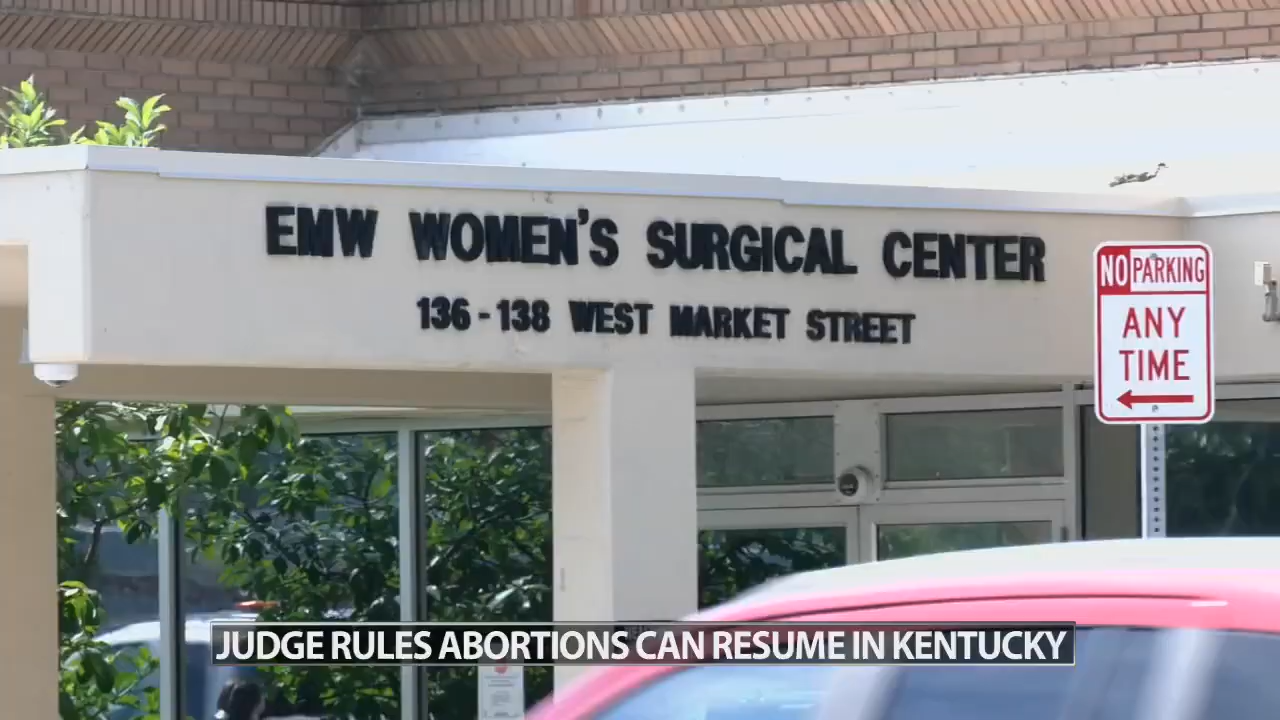 EMW WOMEN'S SURGICAL CENTER
136-138 WEST MARKET STREET
NO PARKING
ANY
TIME
JUDGE RULES ABORTIONS CAN RESUME IN KENTUCKY